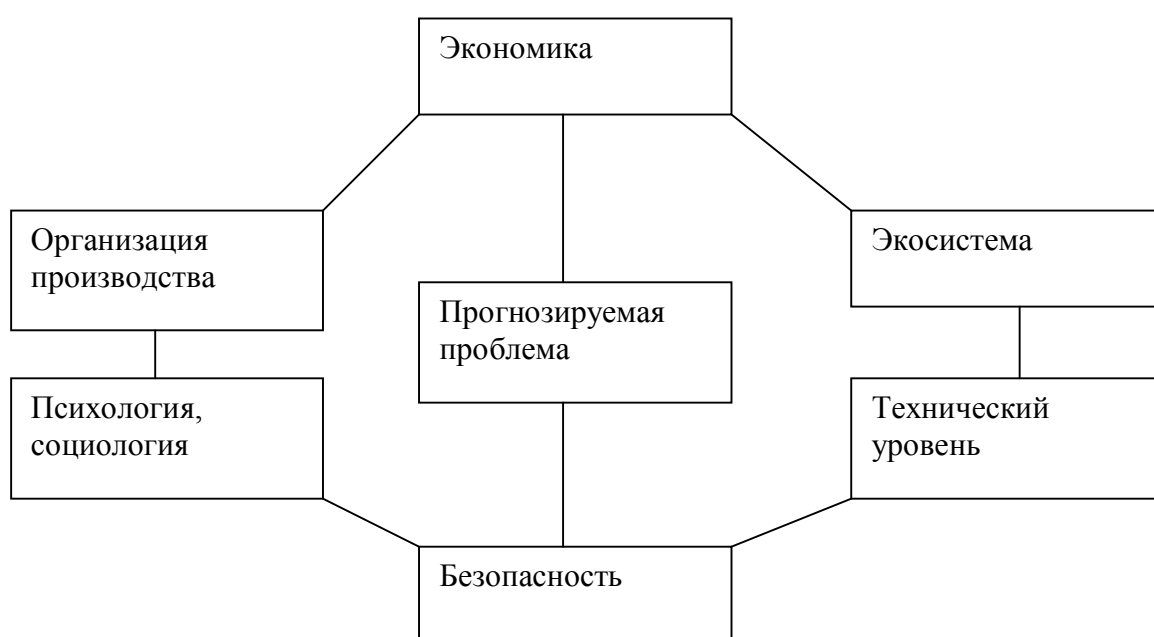 Экономика
Организация
производства
Экосистема
Прогнозируемая
проблема
Психология,
социология
Технический
уровень
Безопасность